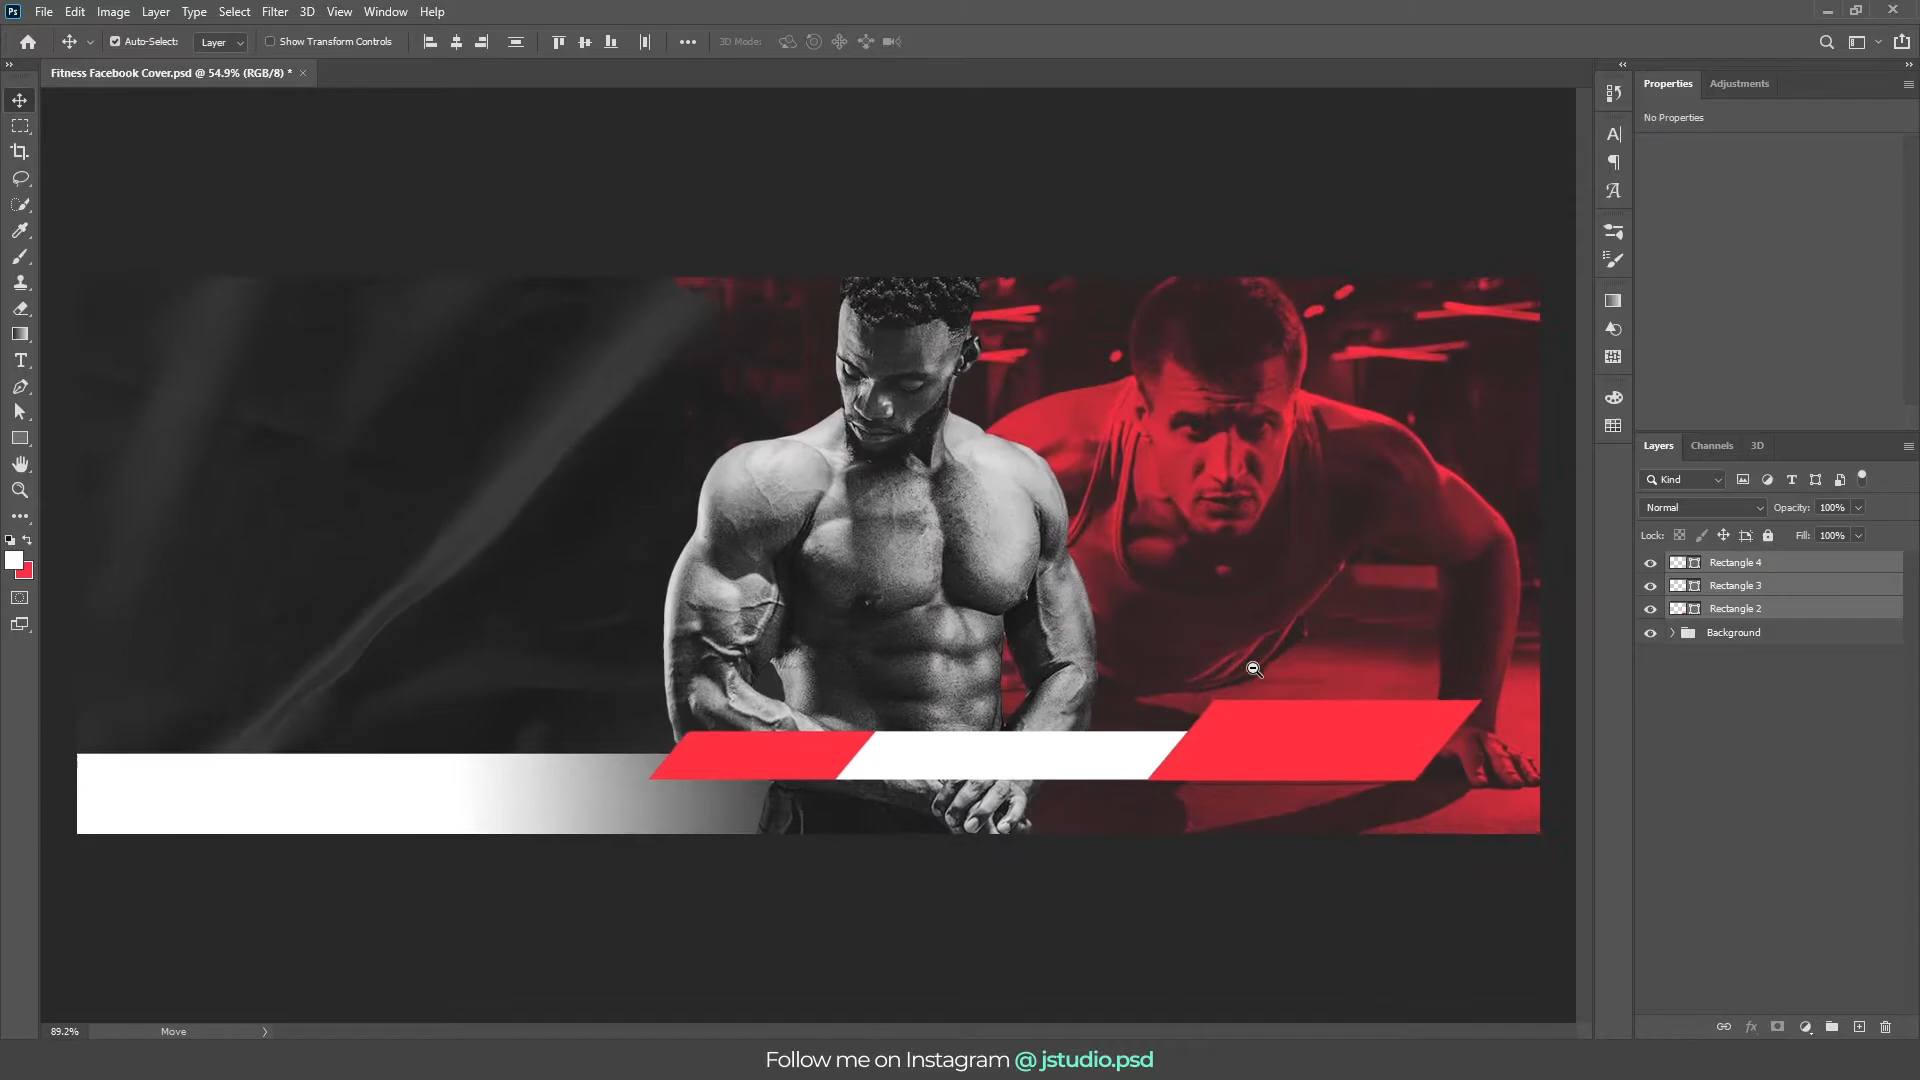 Ps File Edit Image Layer Type Select Filter 3D View Window Help
Auto-Select: Layer Show Transform Controls 3D Mode:
Fitness Facebook Cover.psd @ 54.9% (RGB/8) *
Properties Adjustments
No Properties
Layers Channels 3D
Kind
Normal Opacity: 100%
Lock: Fill: 100%
Rectangle 4
Rectangle 3
Rectangle 2
Background
89.2% Move
Follow me on Instagram @ jstudio.psd